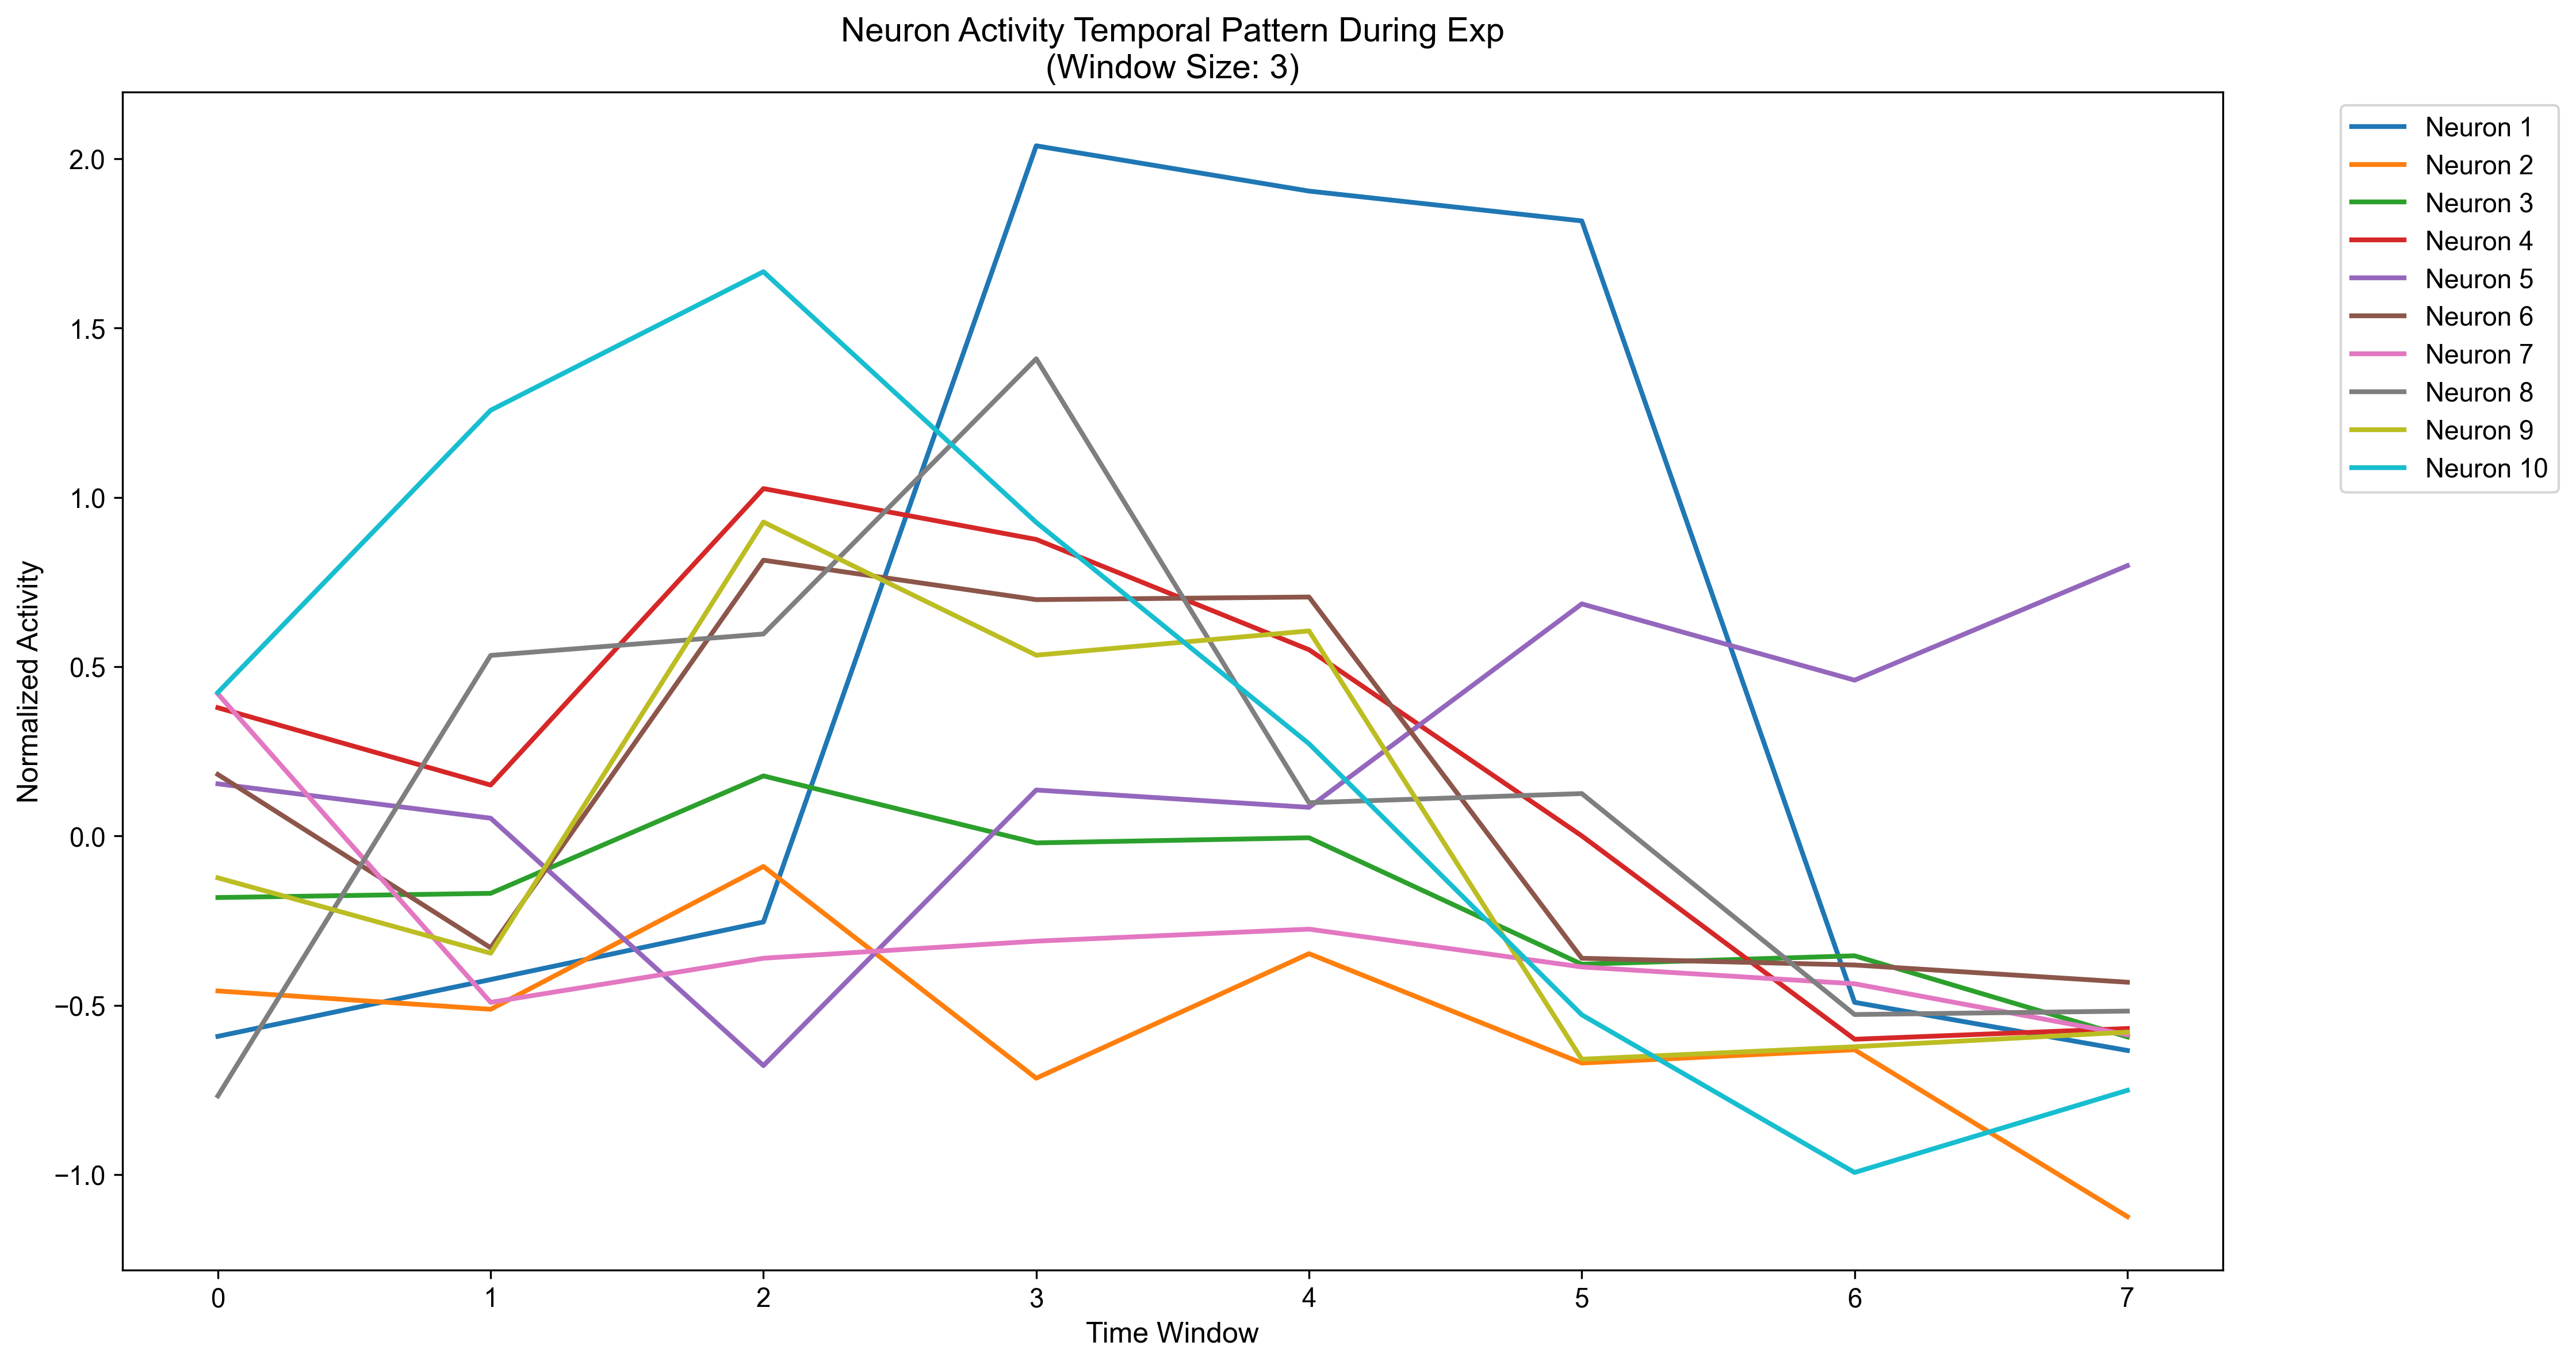 Neuron Activity Temporal Pattern During Exp
(Window Size: 3)
Normalized Activity
2.0
1.5
1.0
0.5
0.0
−0.5
−1.0
0 1 2 3 4 5 6 7
Time Window
Neuron 1
Neuron 2
Neuron 3
Neuron 4
Neuron 5
Neuron 6
Neuron 7
Neuron 8
Neuron 9
Neuron 10